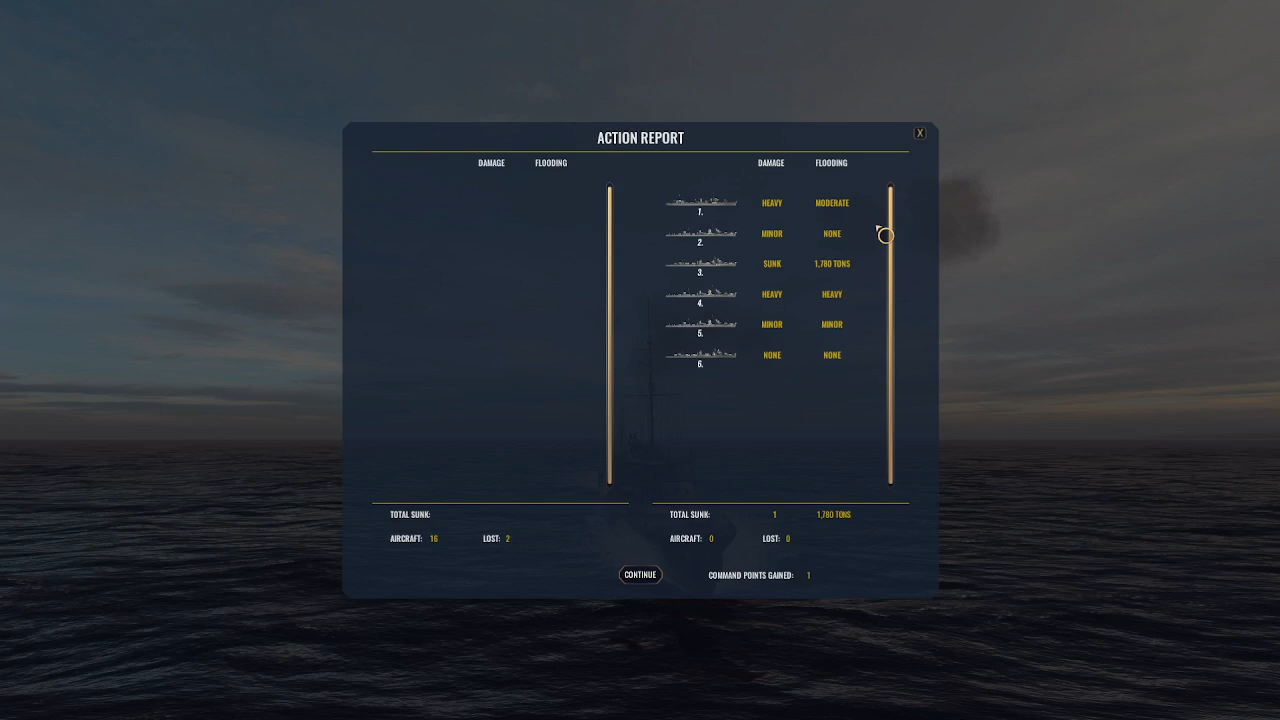 ACTION REPORT
X
DAMAGE FLOODING DAMAGE FLOODING
HEAVY MODERATE
1.
MINOR NONE
2.
SUNK 1,780 TONS
3.
HEAVY HEAVY
4.
MINOR MINOR
5.
NONE NONE
6.
TOTAL SUNK: TOTAL SUNK: 1 1,780 TONS
AIRCRAFT: 16 LOST: 2 AIRCRAFT: 0 LOST: 0
CONTINUE COMMAND POINTS GAINED: 1